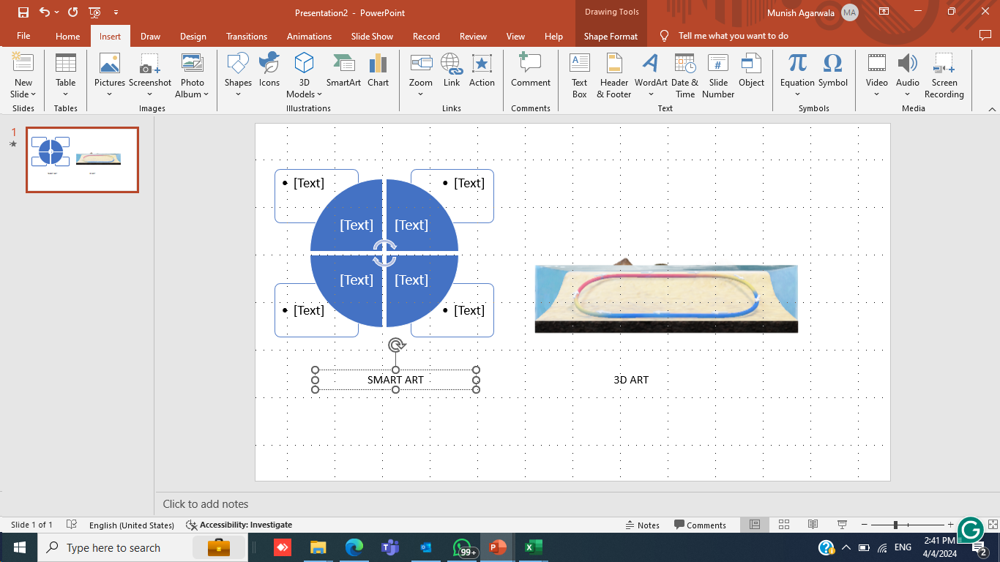 Presentation2 - PowerPoint
Drawing Tools
Munish Agarwala
MA
File
Home
Insert
Draw
Design
Transitions
Animations
Slide Show
Record
Review
View
Help
Shape Format
Tell me what you want to do
New
Slide
Table
Pictures
Screenshot
Photo
Album
Shapes
Icons
3D
Models
SmartArt
Chart
Zoom
Link
Action
Comment
Text
Box
Header
& Footer
WordArt
Date &
Time
Slide
Number
Object
Equation
Symbol
Video
Audio
Screen
Recording
Slides
Tables
Images
Illustrations
Links
Comments
Text
Symbols
Media
1
• [Text]
• [Text]
[Text]
[Text]
[Text]
[Text]
• [Text]
• [Text]
SMART ART
3D ART
Click to add notes
Slide 1 of 1
English (United States)
Accessibility: Investigate
Notes
Comments
Type here to search
99+
ENG
2:41 PM
4/4/2024
2